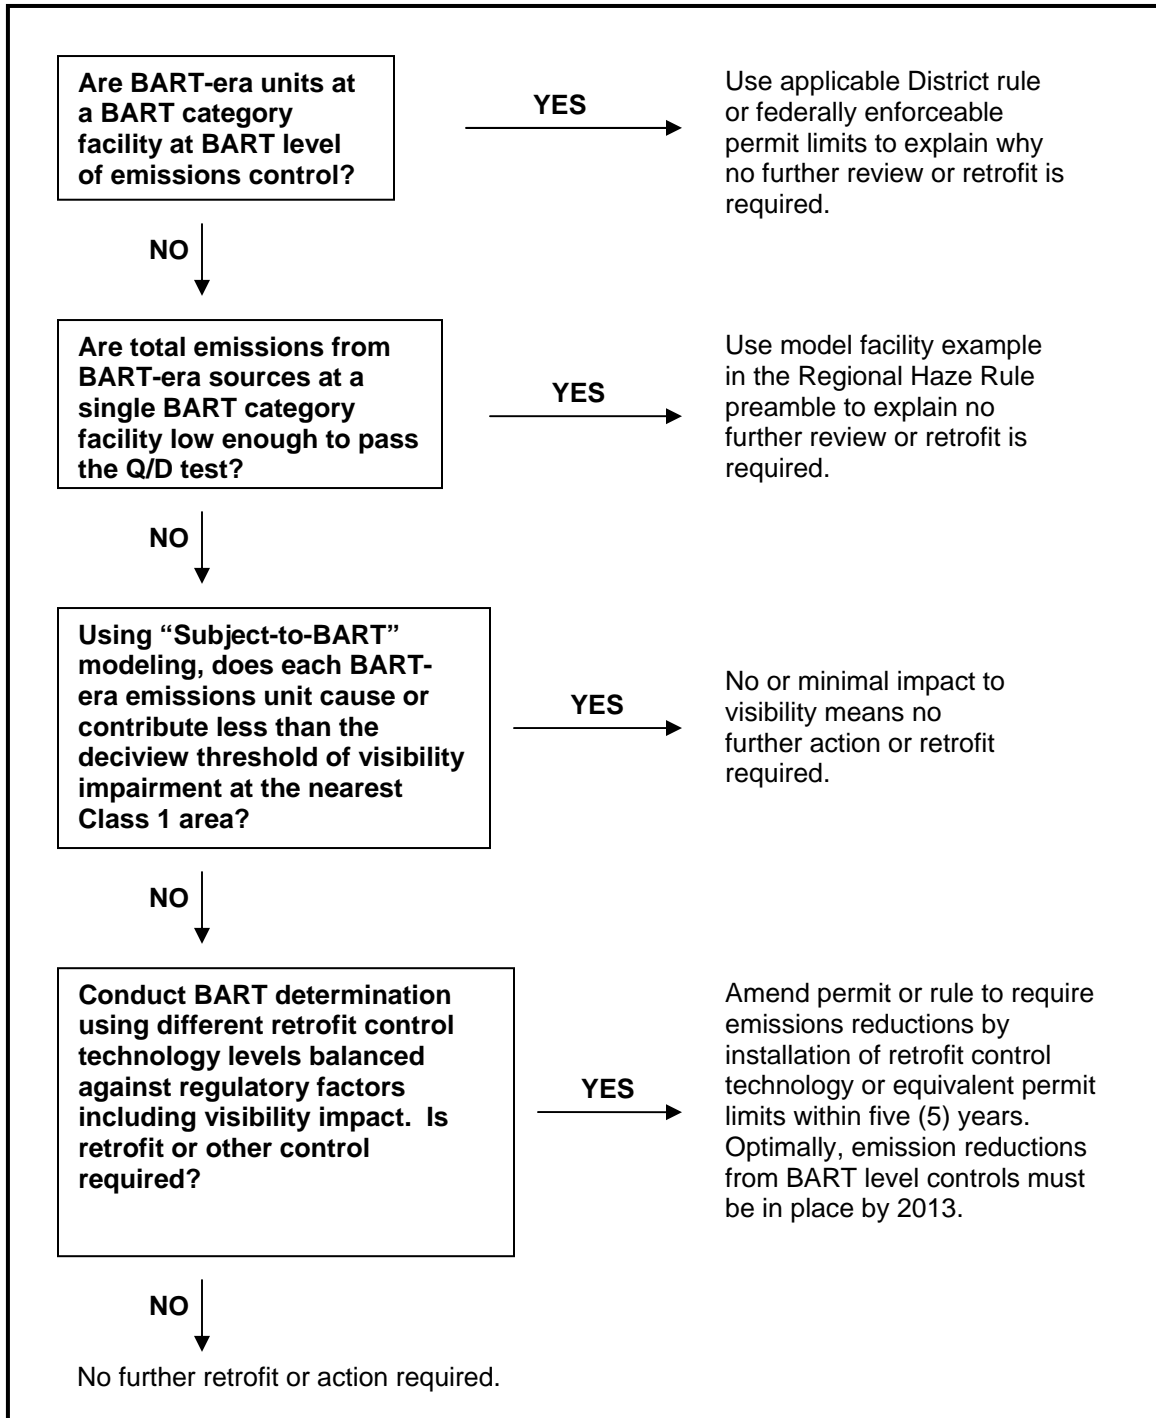 Are BART-era units at
a BART category
facility at BART level
of emissions control?
YES
Use applicable District rule
or federally enforceable
permit limits to explain why
no further review or retrofit is
required.
NO
Are total emissions from
BART-era sources at a
single BART category
facility low enough to pass
the Q/D test?
YES
Use model facility example
in the Regional Haze Rule
preamble to explain no
further review or retrofit is
required.
NO
Using “Subject-to-BART”
modeling, does each BART-
era emissions unit cause or
contribute less than the
deciview threshold of visibility
impairment at the nearest
Class 1 area?
YES
No or minimal impact to
visibility means no
further action or retrofit
required.
NO
Conduct BART determination
using different retrofit control
technology levels balanced
against regulatory factors
including visibility impact.  Is
retrofit or other control
required?
YES
Amend permit or rule to require
emissions reductions by
installation of retrofit control
technology or equivalent permit
limits within five (5) years.
Optimally, emission reductions
from BART level controls must
be in place by 2013.
NO
No further retrofit or action required.